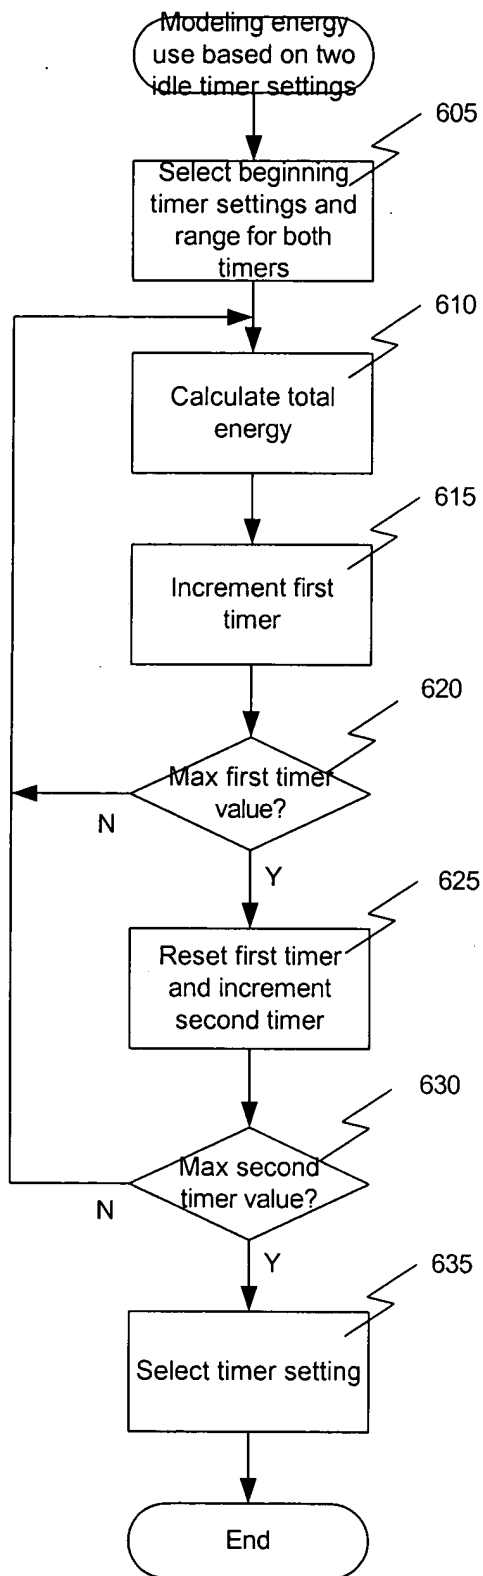 Modeling energy
use based on two
idle timer settings
605
Select beginning
timer settings and
range for both
timers
610
Calculate total
energy
615
Increment first
timer
620
Max first timer
value?
N
Y
625
Reset first timer
and increment
second timer
630
Max second
timer value?
N
Y
635
Select timer setting
End